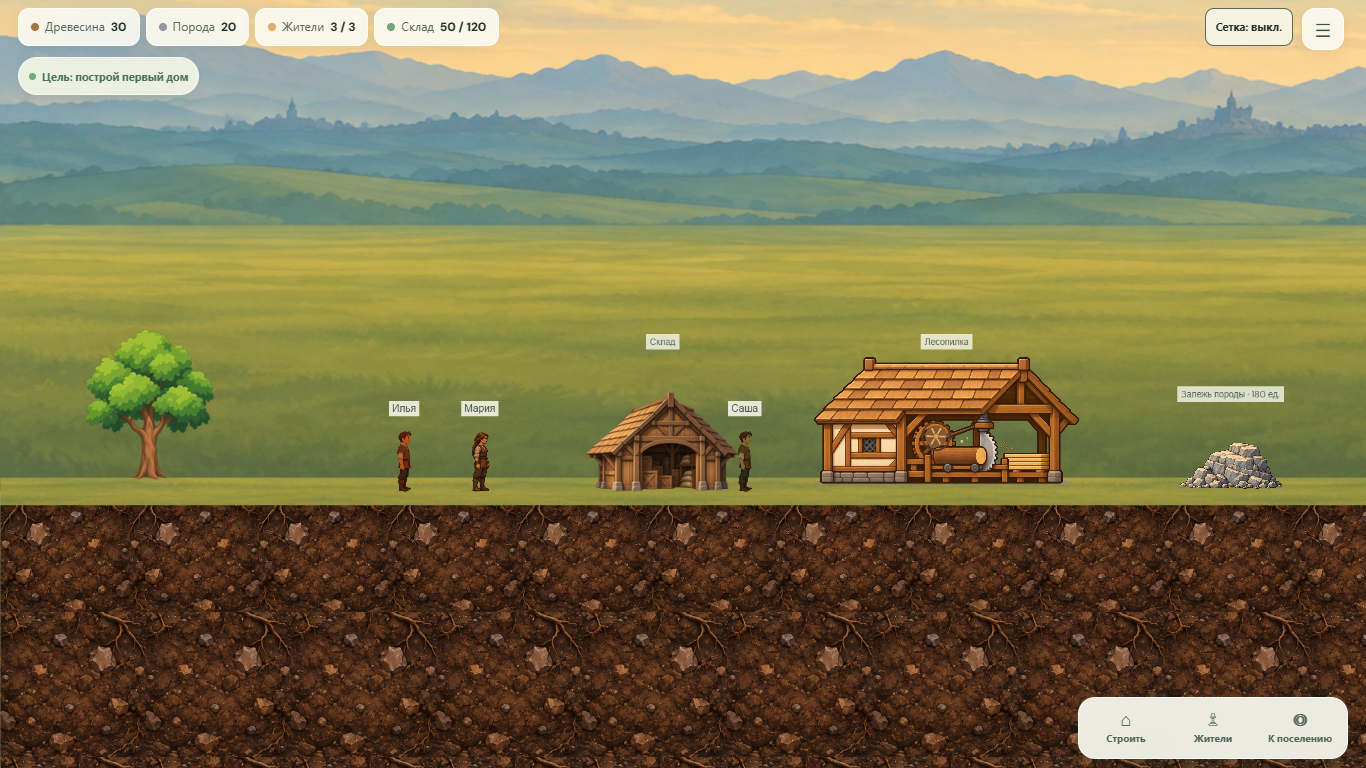 Древесина 30
Порода 20
Жители 3 / 3
Склад 50 / 120
Сетка: выкл.
Цель: построй первый дом
Склад
Лесопилка
Залежь породы · 180 ед.
Илья
Мария
Саша
Строить
Жители
К поселению